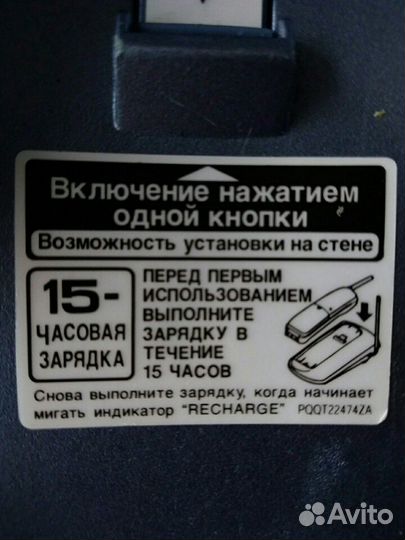 Включение нажатием
одной кнопки
Возможность установки на стене
15-
ЧАСОВАЯ
ЗАРЯДКА
ПЕРЕД ПЕРВЫМ
ИСПОЛЬЗОВАНИЕМ
ВЫПОЛНИТЕ
ЗАРЯДКУ В
ТЕЧЕНИЕ
15 ЧАСОВ
Снова выполните зарядку, когда начинает
мигать индикатор "RECHARGE" PQQT22474ZA
Avito